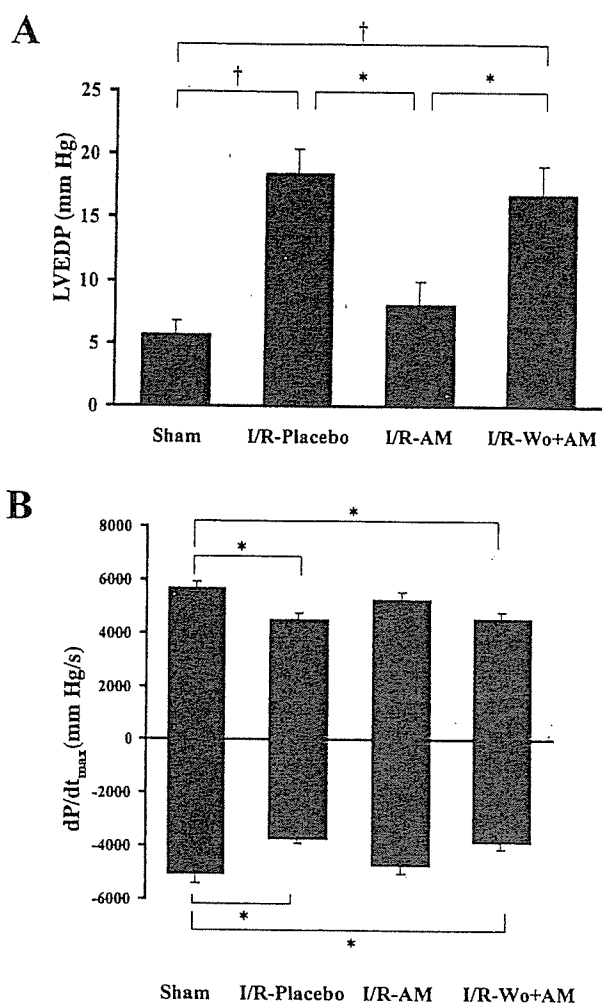 A
†
† * *
25
20
15
10
5
0
LVEDP (mm Hg)
Sham I/R-Placebo I/R-AM I/R-Wo+AM
B
*
*
8000
6000
4000
2000
0
-2000
-4000
-6000
dP/dtmax(mm Hg/s)
*
*
Sham I/R-Placebo I/R-AM I/R-Wo+AM